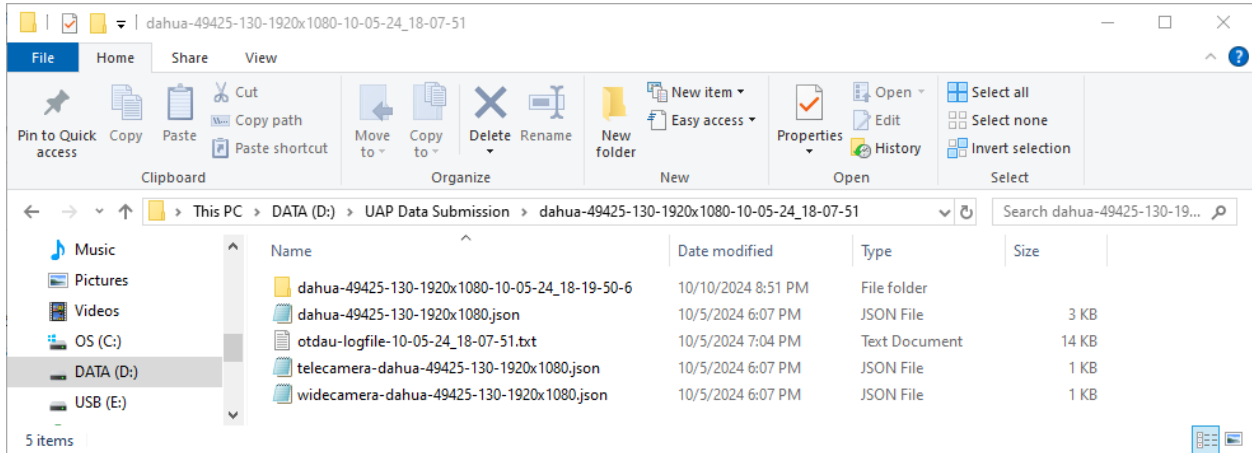 dahua-49425-130-1920x1080-10-05-24_18-07-51
File Home Share View
Pin to Quick access
Copy
Paste
Cut
Copy path
Paste shortcut
Clipboard
Move to
Copy to
Delete
Rename
Organize
New folder
New item
Easy access
New
Properties
Open
Edit
History
Open
Select all
Select none
Invert selection
Select
This PC > DATA (D:) > UAP Data Submission > dahua-49425-130-1920x1080-10-05-24_18-07-51
Search dahua-49425-130-19...
Music
Pictures
Videos
OS (C:)
DATA (D:)
USB (E:)
Name Date modified Type Size
dahua-49425-130-1920x1080-10-05-24_18-19-50-6 10/10/2024 8:51 PM File folder
dahua-49425-130-1920x1080.json 10/5/2024 6:07 PM JSON File 3 KB
otdau-logfile-10-05-24_18-07-51.txt 10/5/2024 7:04 PM Text Document 14 KB
telecamera-dahua-49425-130-1920x1080.json 10/5/2024 6:07 PM JSON File 1 KB
widecamera-dahua-49425-130-1920x1080.json 10/5/2024 6:07 PM JSON File 1 KB
5 items